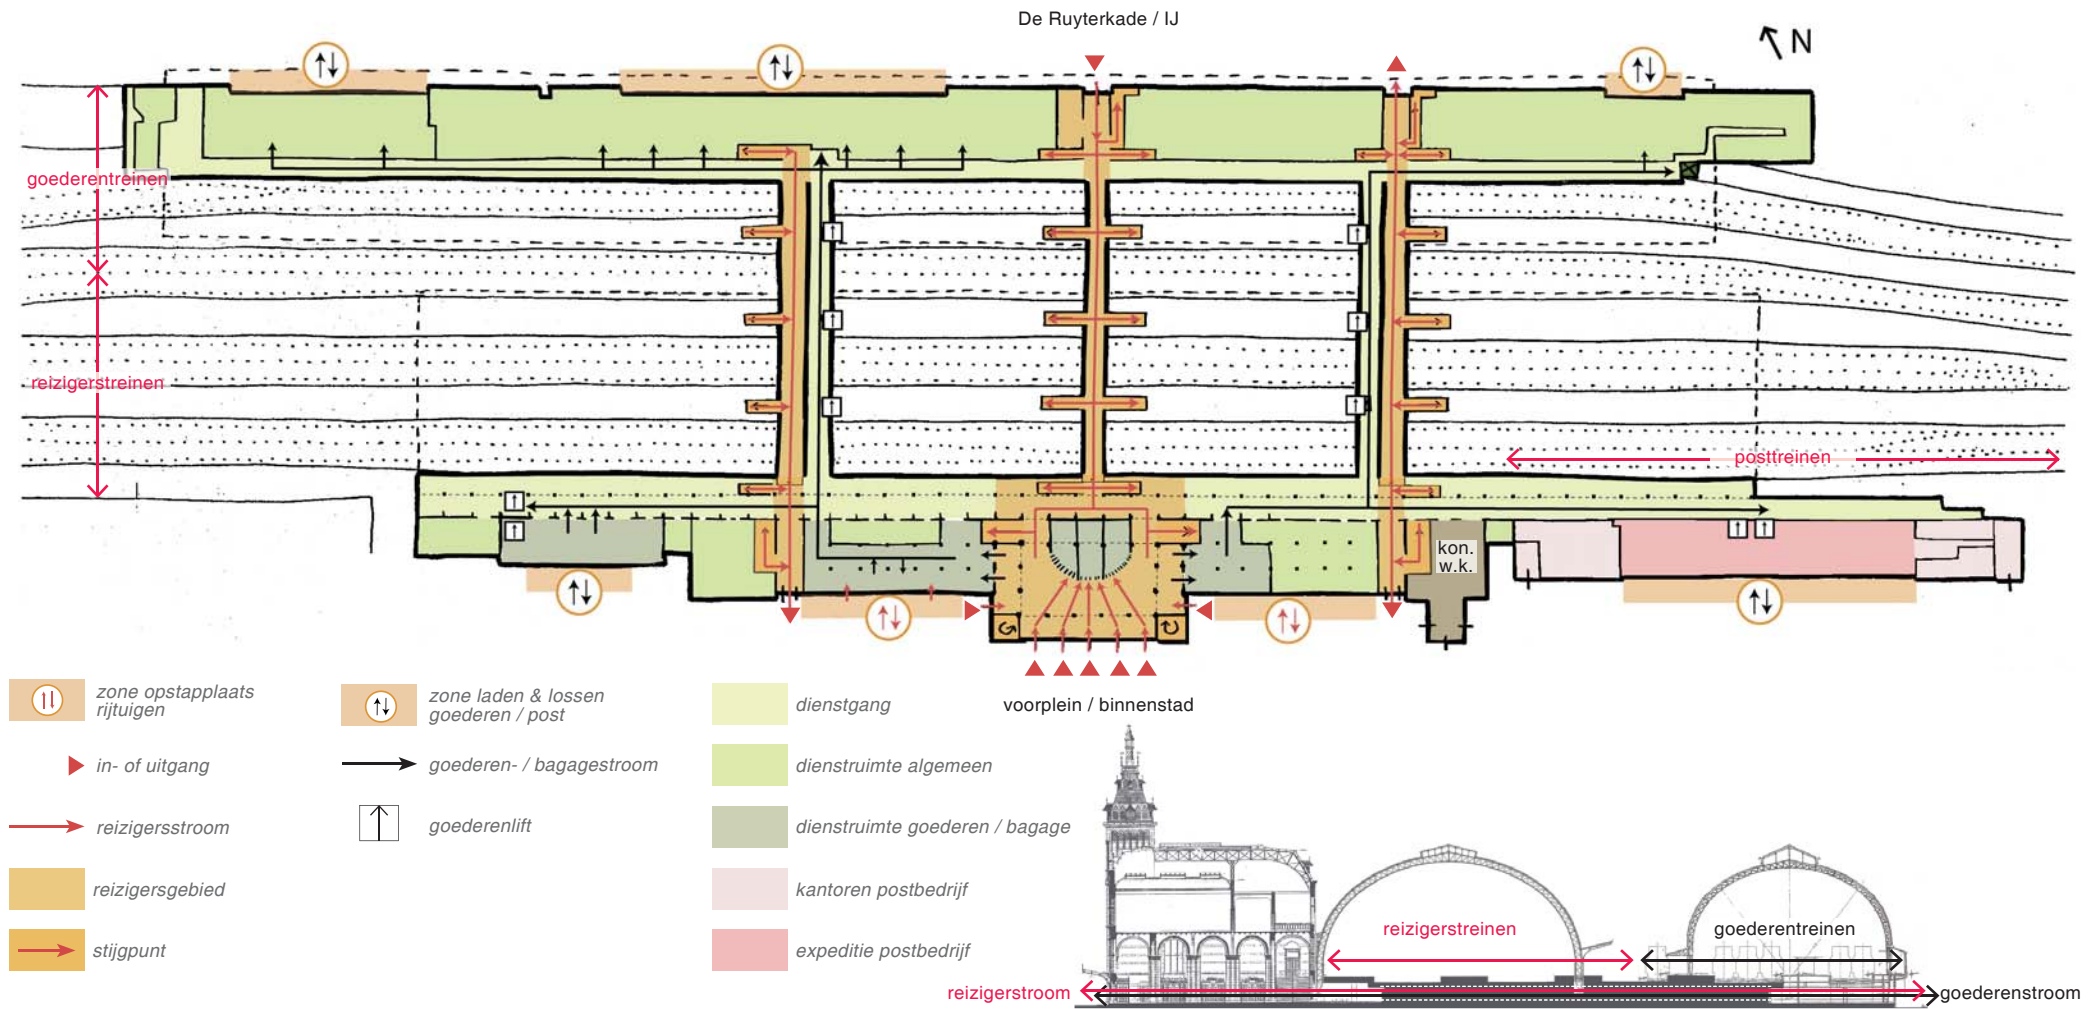 De Ruyterkade / IJ
N
goederentreinen
reizigerstreinen
posttreinen
kon.
w.k.
voorplein / binnenstad
zone opstapplaats
rijtuigen
in- of uitgang
reizigersstroom
reizigersgebied
stijgpunt
zone laden & lossen
goederen / post
goederen- / bagagestroom
goederenlift
dienstgang
dienstruimte algemeen
dienstruimte goederen / bagage
kantoren postbedrijf
expeditie postbedrijf
reizigerstreinen
goederentreinen
reizigerstroom
goederenstroom